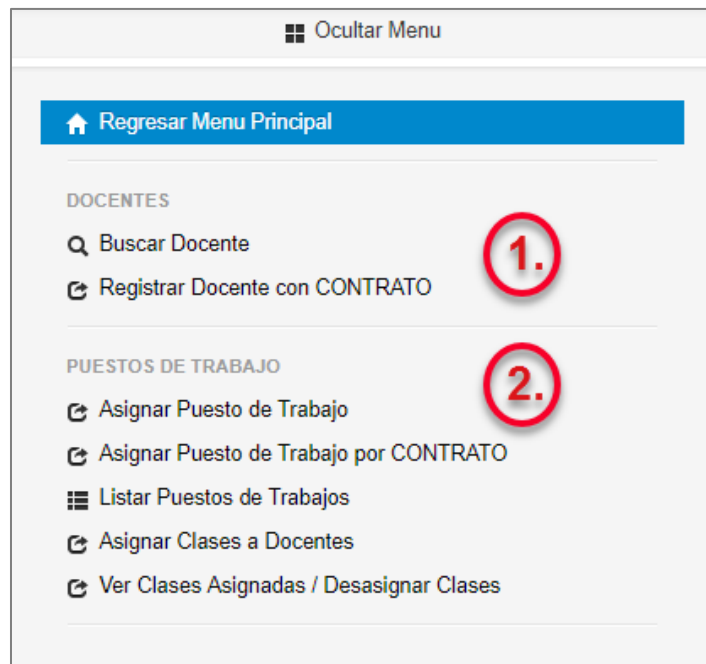 Ocultar Menu
Regresar Menu Principal
DOCENTES
Buscar Docente
1.
Registrar Docente con CONTRATO
PUESTOS DE TRABAJO
2.
Asignar Puesto de Trabajo
Asignar Puesto de Trabajo por CONTRATO
Listar Puestos de Trabajos
Asignar Clases a Docentes
Ver Clases Asignadas / Desasignar Clases